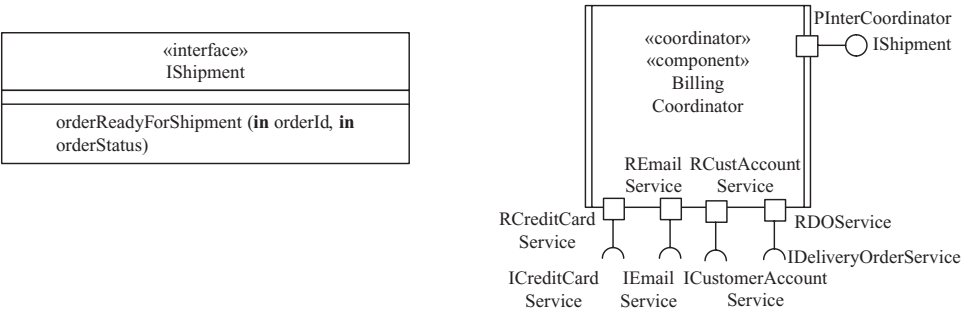 «interface»
IShipment
orderReadyForShipment (in orderId, in
orderStatus)
PInterCoordinator
IShipment
«coordinator»
«component»
Billing
Coordinator
REmail
Service
RCustAccount
Service
RCreditCard
Service
RDOService
IDeliveryOrderService
ICreditCard
Service
IEmail
Service
ICustomerAccount
Service